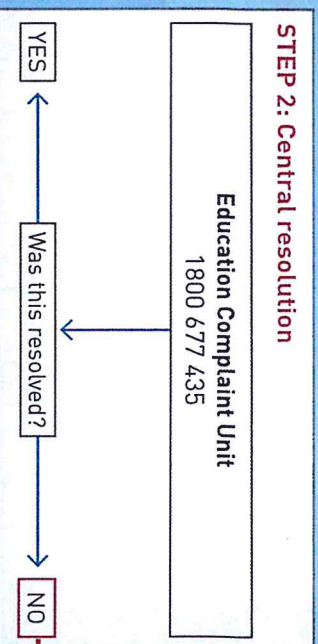 STEP 2: Central resolution
Education Complaint Unit
1800 677 435
YES
Was this resolved?
NO